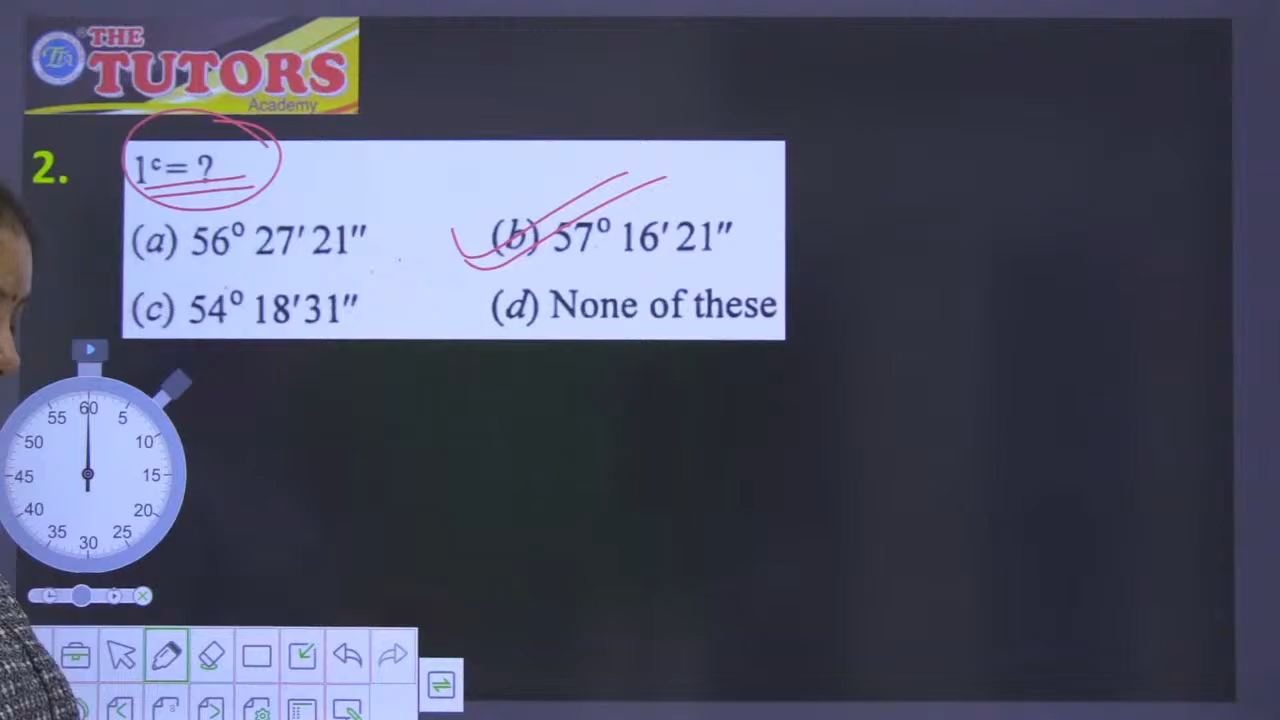 THE
TUTORS
Academy
2.
1ᶜ = ?
(a) 56° 27′ 21″
(b) 57° 16′ 21″
(c) 54° 18′31″
(d) None of these
60
55
5
50
10
45
15
40
20
35
25
30